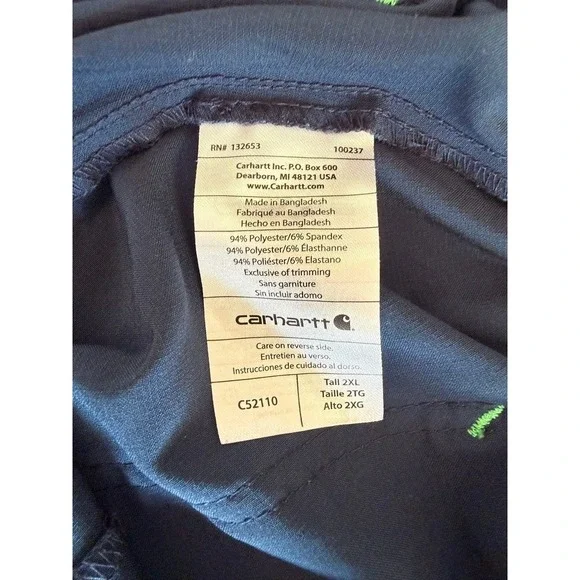 RN# 132653 100237
Carhartt Inc. P.O. Box 600
Dearborn, MI 48121 USA
www.Carhartt.com
Made in Bangladesh
Fabriqué au Bangladesh
Hecho en Bangladesh
94% Polyester/6% Spandex
94% Polyester/6% Élasthanne
94% Poliéster/6% Elastano
Exclusive of trimming
Sans garniture
Sin incluir adorno
carhartt
Care on reverse side.
Entretien au verso.
Instrucciones de cuidado al dorso.
C52110
Tall 2XL
Taille 2TG
Alto 2XG